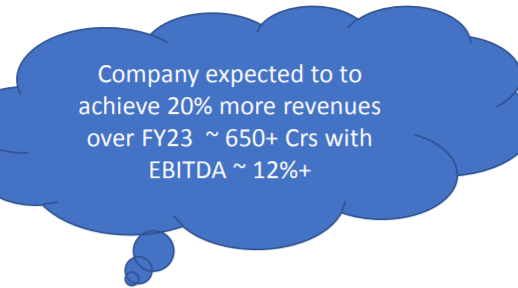 Company expected to to
achieve 20% more revenues
over FY23 ~ 650+ Crs with
EBITDA ~ 12%+